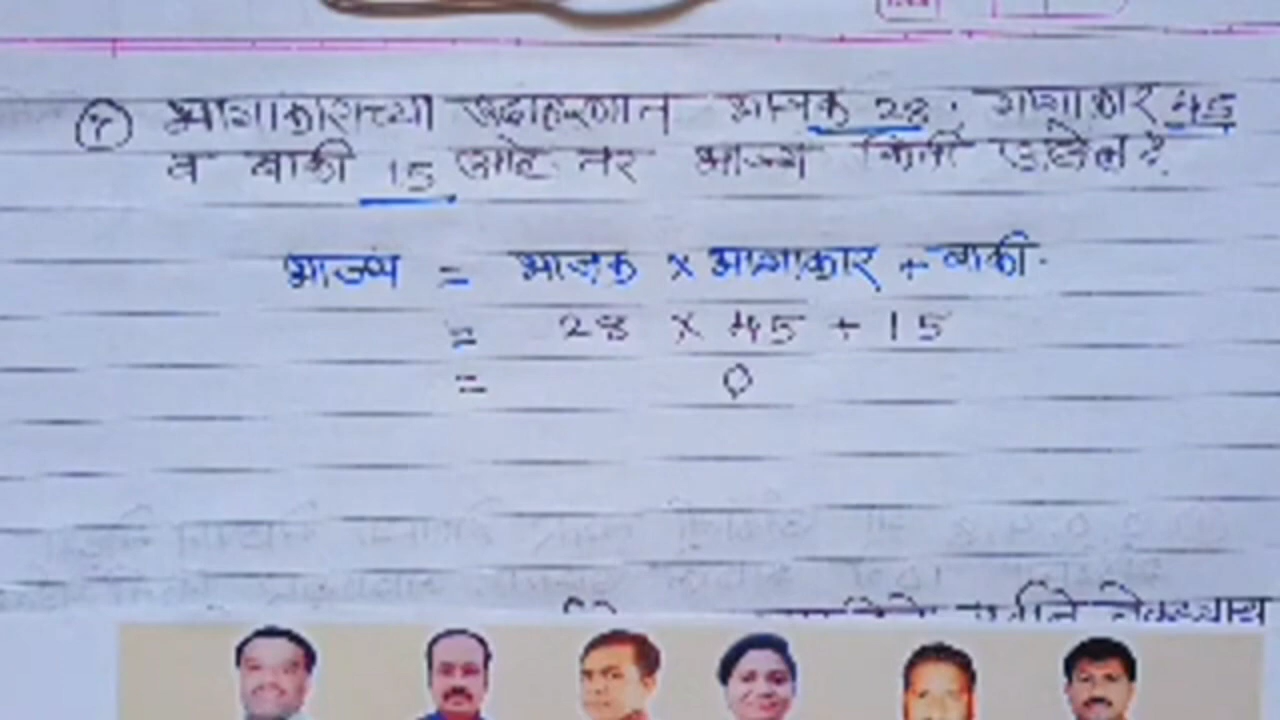 १) भागाकाराच्या उदाहरणात भाजक 28, भागाकार 45
व बाकी 15 आहे तर भाज्य किती असेल ?
भाज्य = भाजक × भागाकार + बाकी.
= 28 × 45 + 15
= 0